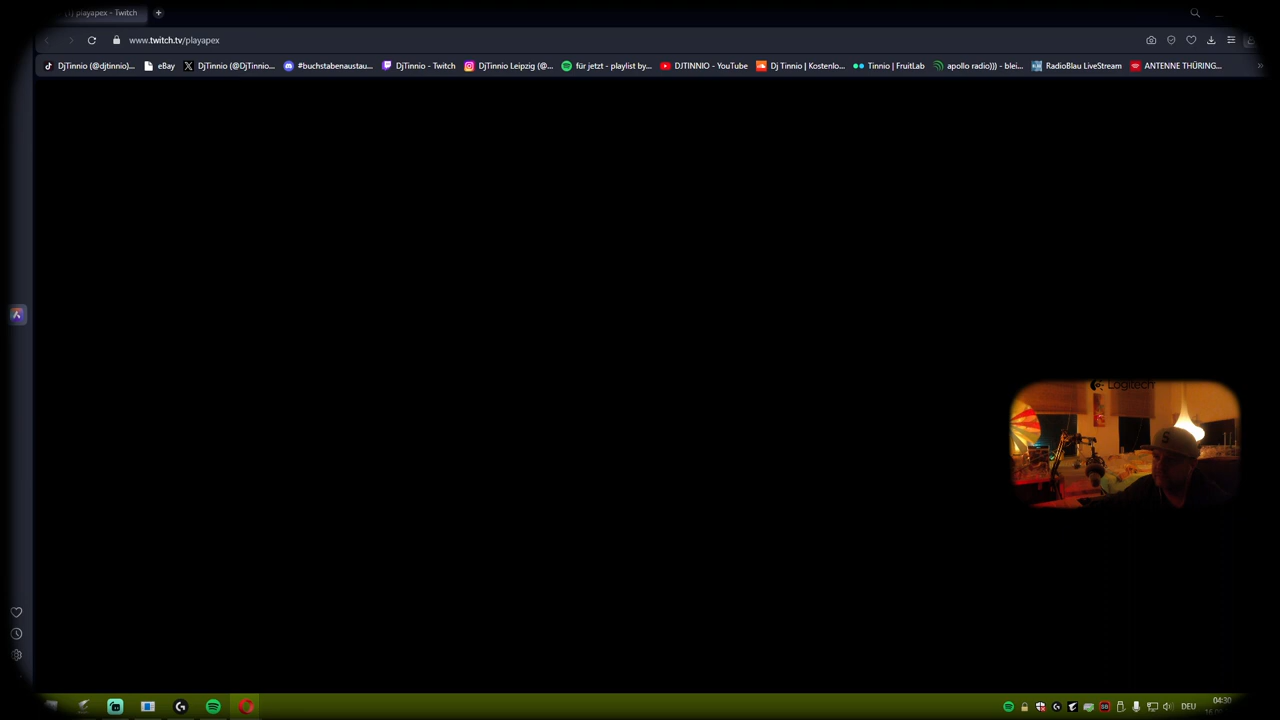 playapex - Twitch
www.twitch.tv/playapex
DjTinnio (@djtinnio)... eBay DjTinnio (@DjTinnio... #buchstabenaustau... DjTinnio - Twitch DjTinnio Leipzig (@... für jetzt - playlist by... DJTINNIO - YouTube Dj Tinnio | Kostenlo... Tinnio | FruitLab apollo radio))) - blei... RadioBlau LiveStream ANTENNE THÜRING... »
Logitech
S
DEU 04:30